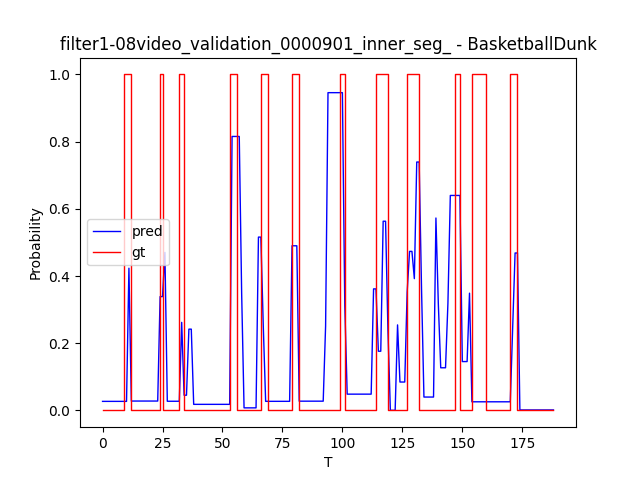 filter1-08video_validation_0000901_inner_seg_ - BasketballDunk
1.0
0.8
0.6
0.4
0.2
0.0
Probability
pred
gt
0
25
50
75
100
125
150
175
T